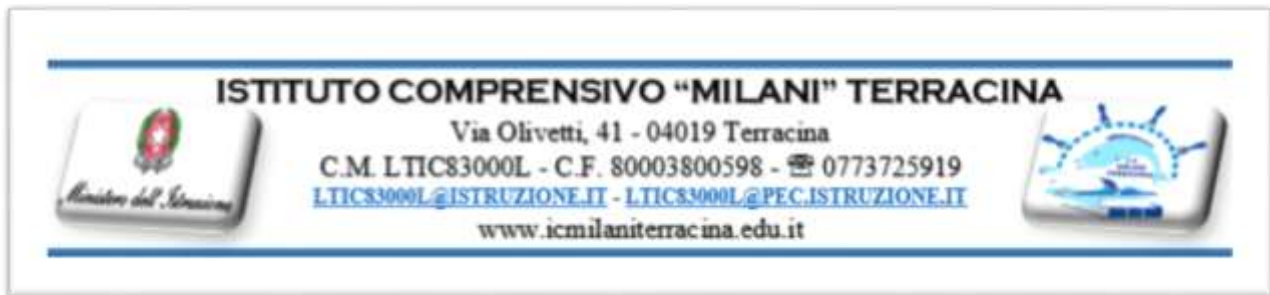 ISTITUTO COMPRENSIVO “MILANI” TERRACINA
Via Olivetti, 41 - 04019 Terracina
C.M. LTIC83000L - C.F. 80003800598 - ☏ 0773725919
LTIC83000L@ISTRUZIONE.IT - LTIC83000L@PEC.ISTRUZIONE.IT
www.icmilaniterracina.edu.it
Ministero dell'Istruzione